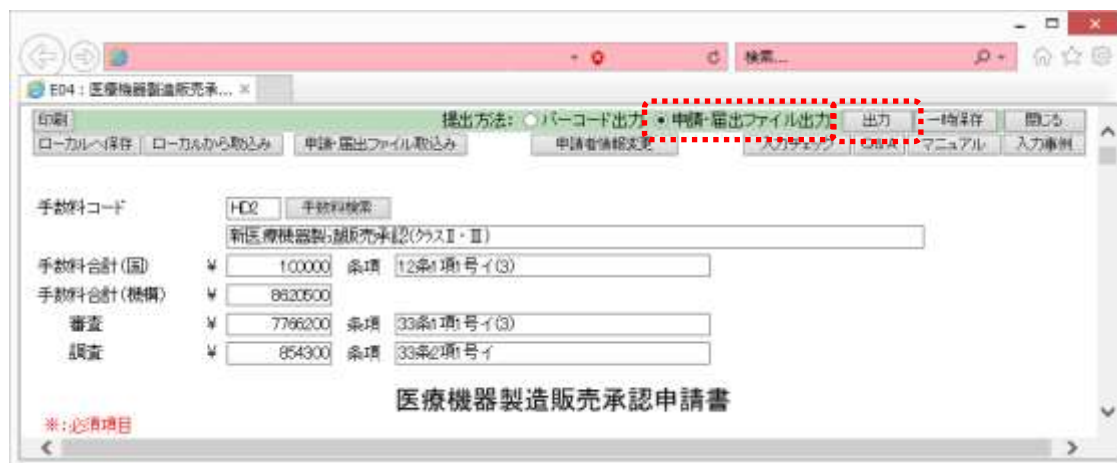 検索...
E04 : 医療機器製造販売承... ×
印刷 提出方法: バーコード出力 申請・届出ファイル出力 出力 一時保存 閉じる
ローカルへ保存 ローカルから取込み 申請・届出ファイル取込み 申請者情報変更 入力チェック Q&A マニュアル 入力事例
手数料コード HD2 手数料検索
新医療機器製造販売承認(クラスⅡ・Ⅲ)
手数料合計(国) ¥ 100000 条項 12条1項1号イ(3)
手数料合計(機構) ¥ 8620500
審査 ¥ 7766200 条項 33条1項1号イ(3)
調査 ¥ 854300 条項 33条2項1号イ
医療機器製造販売承認申請書
※:必須項目